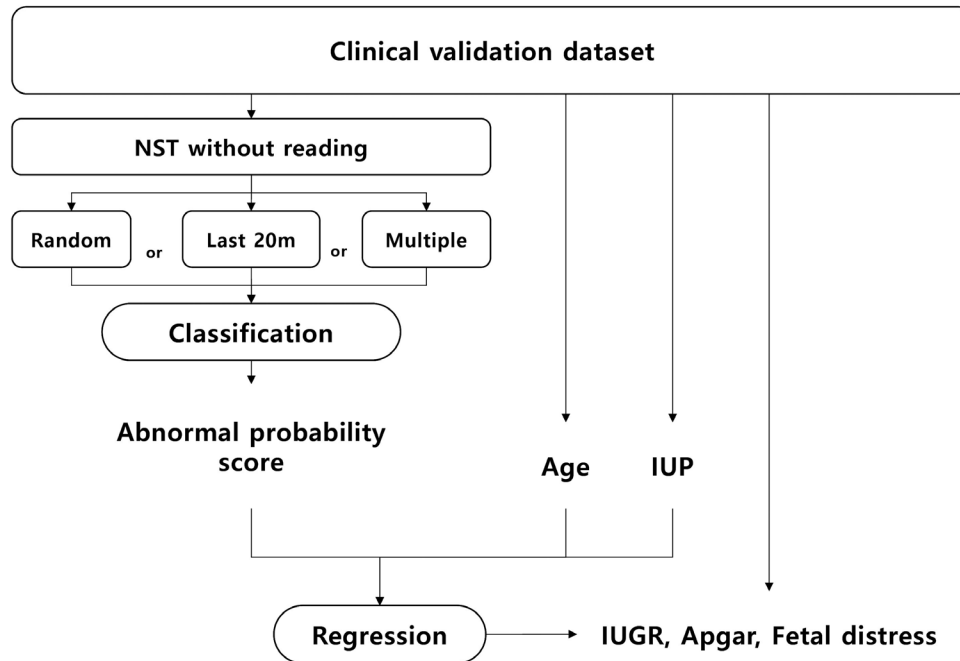 Clinical validation dataset
NST without reading
Random
or
Last 20m
or
Multiple
Classification
Abnormal probability
score
Age
IUP
Regression
IUGR, Apgar, Fetal distress